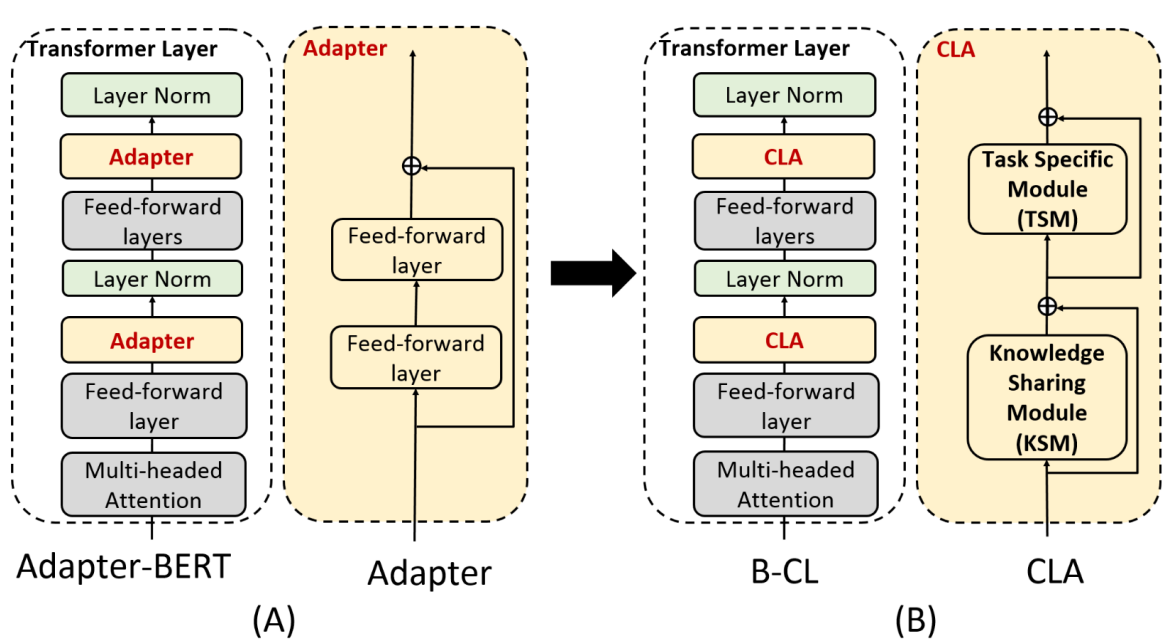 Transformer Layer
Layer Norm
Adapter
Feed-forward
layers
Layer Norm
Adapter
Feed-forward
layer
Multi-headed
Attention
Adapter-BERT
Adapter
Feed-forward
layer
Feed-forward
layer
Adapter
(A)
Transformer Layer
Layer Norm
CLA
Feed-forward
layers
Layer Norm
CLA
Feed-forward
layer
Multi-headed
Attention
B-CL
CLA
Task Specific
Module
(TSM)
Knowledge
Sharing
Module
(KSM)
CLA
(B)